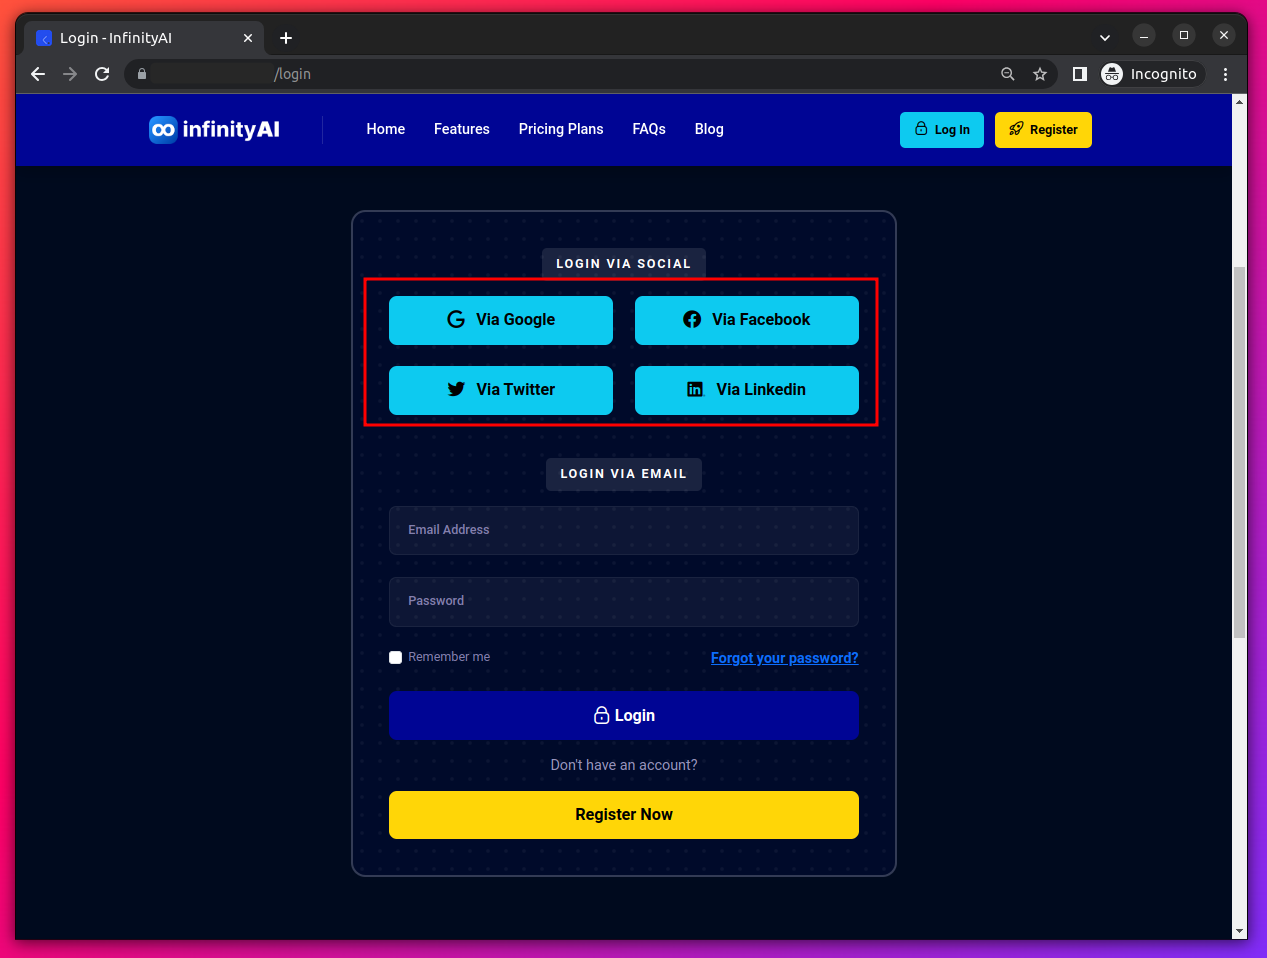 Login - InfinityAI
/login
Incognito
infinityAI
Home Features Pricing Plans FAQs Blog
Log In Register
LOGIN VIA SOCIAL
Via Google Via Facebook
Via Twitter Via Linkedin
LOGIN VIA EMAIL
Email Address
Password
Remember me Forgot your password?
Login
Don't have an account?
Register Now